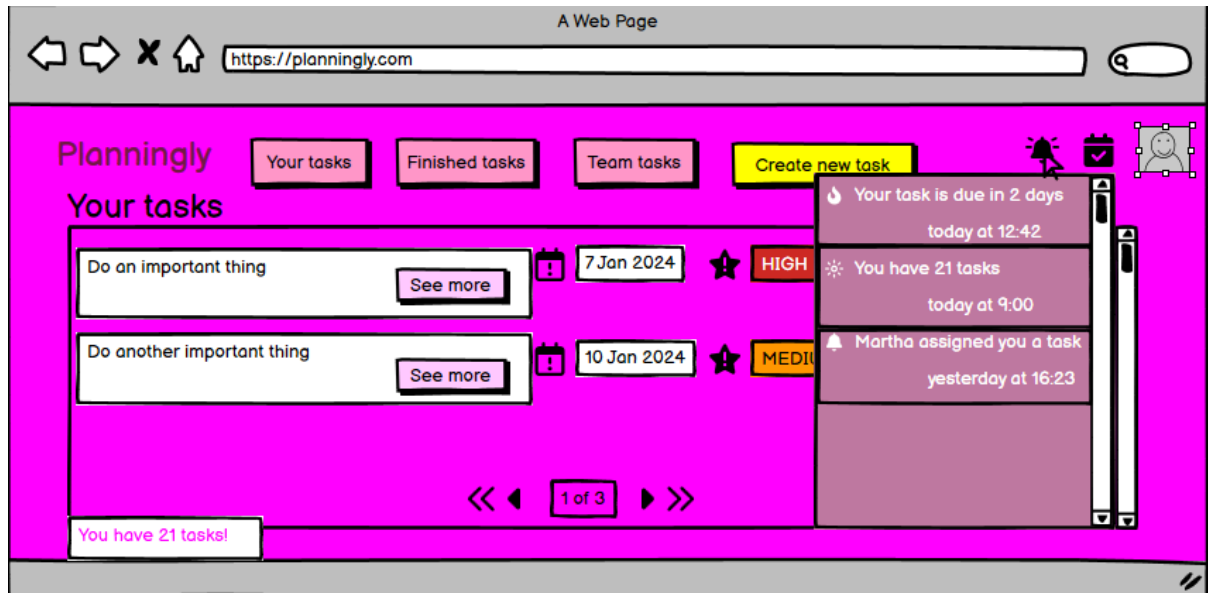 A Web Page
https://planningly.com
Planningly
Your tasks
Finished tasks
Team tasks
Create new task
Your tasks
Do an important thing
See more
7 Jan 2024
HIGH
Do another important thing
See more
10 Jan 2024
MEDIU
1 of 3
You have 21 tasks!
Your task is due in 2 days
today at 12:42
You have 21 tasks
today at 9:00
Martha assigned you a task
yesterday at 16:23